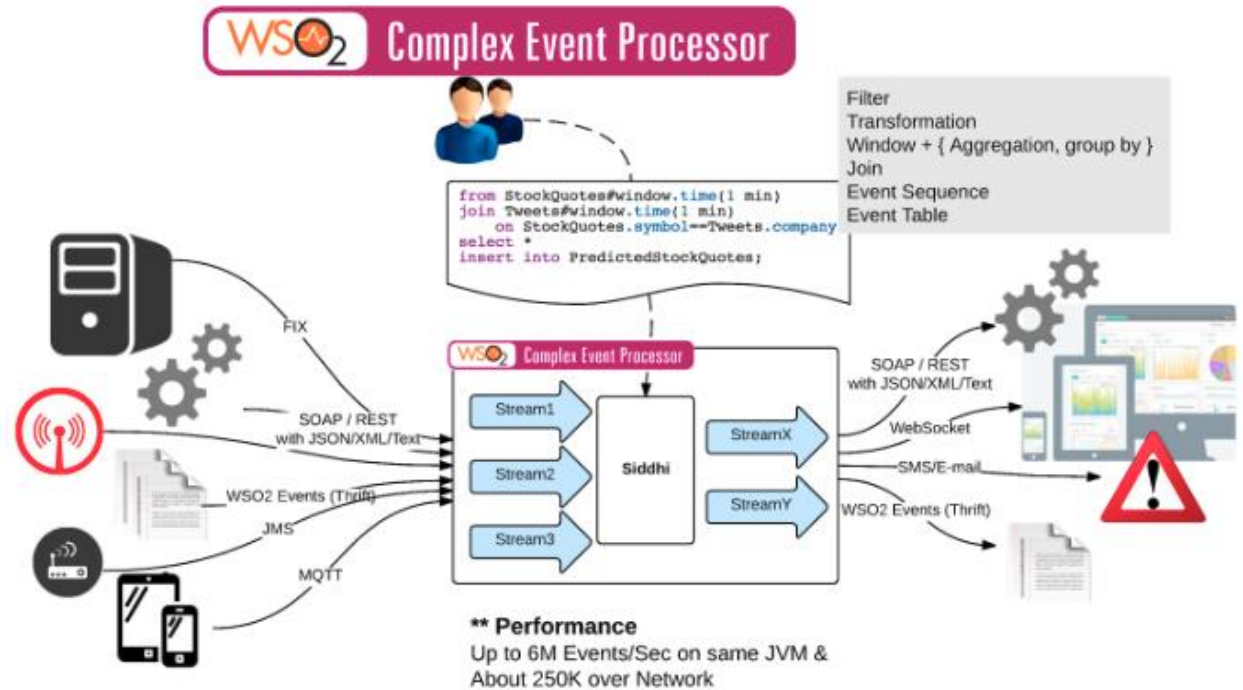 WSO2 Complex Event Processor
Filter
Transformation
Window + { Aggregation, group by }
Join
Event Sequence
Event Table
from StockQuotes#window.time(1 min)
join Tweets#window.time(1 min)
on StockQuotes.symbol==Tweets.company
select *
insert into PredictedStockQuotes;
FIX
SOAP / REST
with JSON/XML/Text
WSO2 Events (Thrift)
JMS
MQTT
WSO2 Complex Event Processor
Stream1
Stream2
Stream3
Siddhi
StreamX
StreamY
SOAP / REST
with JSON/XML/Text
WebSocket
SMS/E-mail
WSO2 Events (Thrift)
** Performance
Up to 6M Events/Sec on same JVM &
About 250K over Network